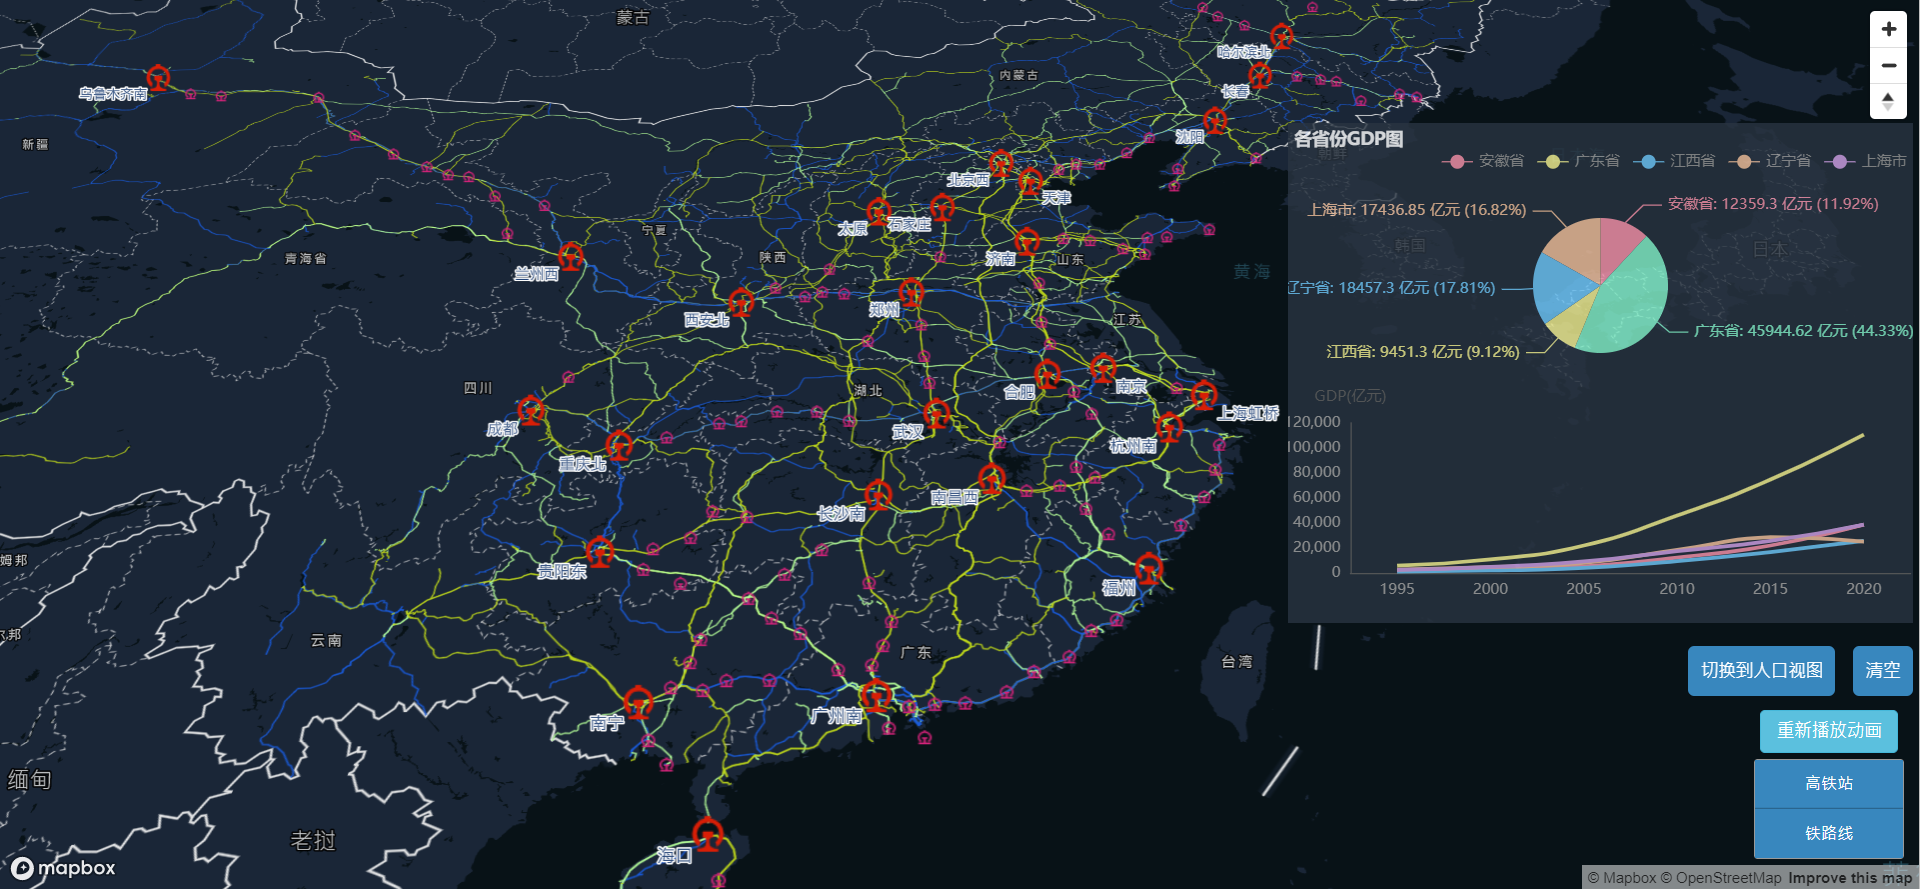 蒙古
哈尔滨北
内蒙古
长春
乌鲁木齐南
新疆
沈阳
各省份GDP图
朝鲜
安徽省
广东省
江西省
辽宁省
上海市
北京西
天津
上海市: 17436.85 亿元 (16.82%)
安徽省: 12359.3 亿元 (11.92%)
太原
石家庄
宁夏
韩国
日本
青海省
陕西
济南
山东
兰州西
黄海
辽宁省: 18457.3 亿元 (17.81%)
郑州
西安北
江苏
广东省: 45944.62 亿元 (44.33%)
江西省: 9451.3 亿元 (9.12%)
四川
湖北
合肥
南京
GDP(亿元)
上海虹桥
成都
武汉
杭州南
120,000
100,000
80,000
60,000
40,000
20,000
0
1995
2000
2005
2010
2015
2020
重庆北
南昌西
长沙南
贵阳东
姆邦
福州
云南
广东
台湾
切换到人口视图
清空
南宁
广州南
重新播放动画
缅甸
高铁站
老挝
铁路线
海口
mapbox
© Mapbox © OpenStreetMap Improve this map